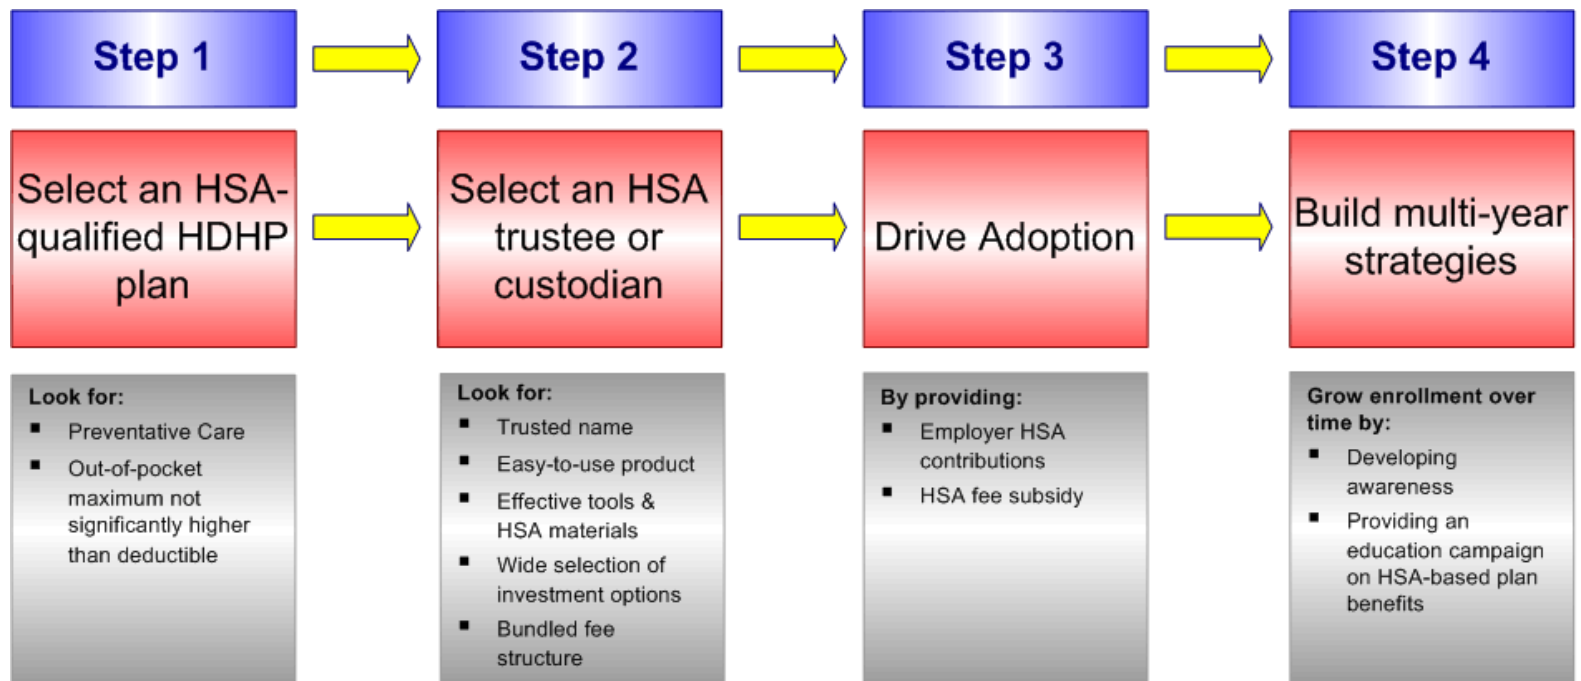 Step 1
Step 2
Step 3
Step 4
Select an HSA-
qualified HDHP
plan
Select an HSA
trustee or
custodian
Drive Adoption
Build multi-year
strategies
Look for:
Preventative Care
Out-of-pocket
maximum not
significantly higher
than deductible
Look for:
Trusted name
Easy-to-use product
Effective tools &
HSA materials
Wide selection of
investment options
Bundled fee
structure
By providing:
Employer HSA
contributions
HSA fee subsidy
Grow enrollment over
time by:
Developing
awareness
Providing an
education campaign
on HSA-based plan
benefits